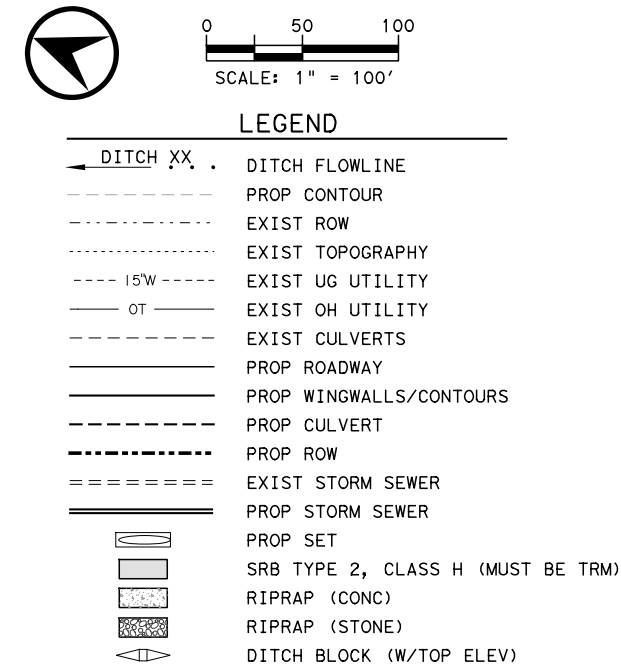 0 50 100
SCALE: 1" = 100'
LEGEND
DITCH XX DITCH FLOWLINE
PROP CONTOUR
EXIST ROW
EXIST TOPOGRAPHY
15"W EXIST UG UTILITY
OT EXIST OH UTILITY
EXIST CULVERTS
PROP ROADWAY
PROP WINGWALLS/CONTOURS
PROP CULVERT
PROP ROW
EXIST STORM SEWER
PROP STORM SEWER
PROP SET
SRB TYPE 2, CLASS H (MUST BE TRM)
RIPRAP (CONC)
RIPRAP (STONE)
DITCH BLOCK (W/TOP ELEV)